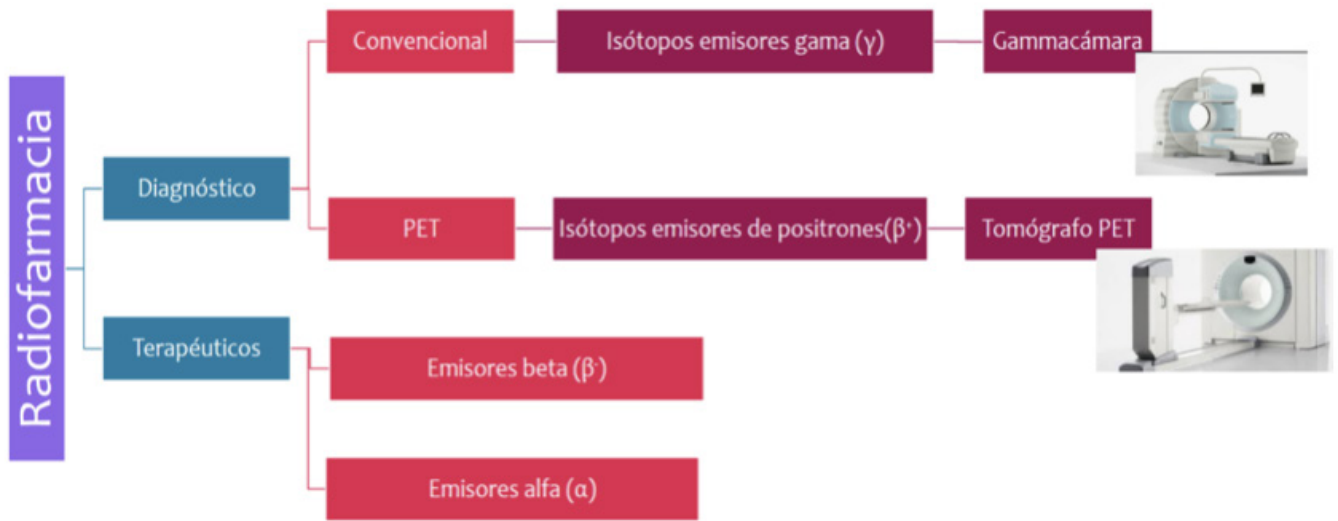 Radiofarmacia
Diagnóstico
Convencional
Isótopos emisores gama (γ)
Gammacámara
PET
Isótopos emisores de positrones(β⁺)
Tomógrafo PET
Terapéuticos
Emisores beta (β⁻)
Emisores alfa (α)